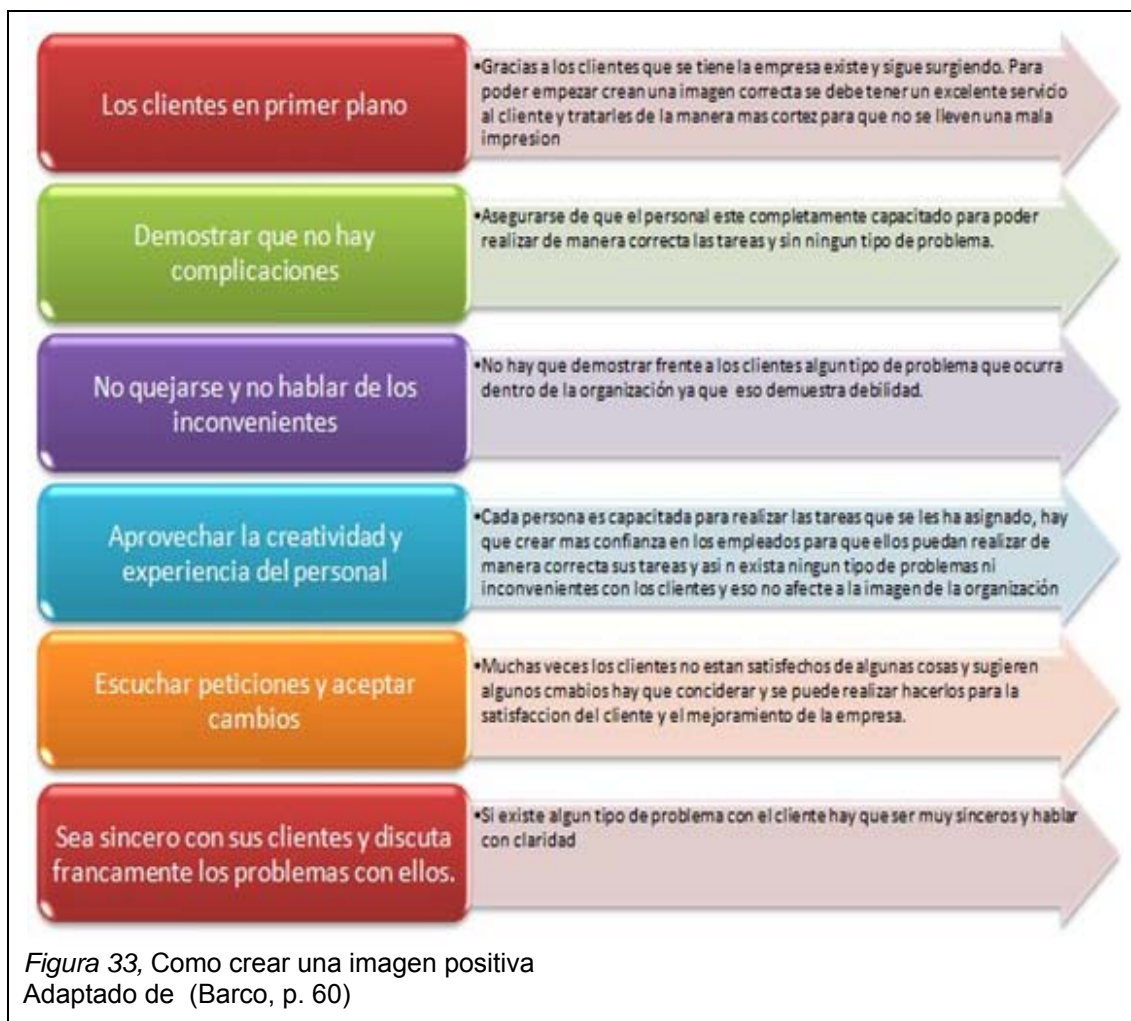 Los clientes en primer plano
•Gracias a los clientes que se tiene la empresa existe y sigue surgiendo. Para
poder empezar crean una imagen correcta se debe tener un excelente servicio
al cliente y tratarles de la manera mas cortez para que no se lleven una mala
impresion
Demostrar que no hay
complicaciones
•Asegurarse de que el personal este completamente capacitado para poder
realizar de manera correcta las tareas y sin ningun tipo de problema.
No quejarse y no hablar de los
inconvenientes
•No hay que demostrar frente a los clientes algun tipo de problema que ocurra
dentro de la organización ya que eso demuestra debilidad.
Aprovechar la creatividad y
experiencia del personal
•Cada persona es capacitada para realizar las tareas que se les ha asignado, hay
que crear mas confianza en los empleados para que ellos puedan realizar de
manera correcta sus tareas y asi n exista ningun tipo de problemas ni
inconvenientes con los clientes y eso no afecte a la imagen de la organización
Escuchar peticiones y aceptar
cambios
•Muchas veces los clientes no estan satisfechos de algunas cosas y sugieren
algunos cmabios hay que conciderar y se puede realizar hacerlos para la
satisfaccion del cliente y el mejoramiento de la empresa.
Sea sincero con sus clientes y discuta
francamente los problemas con ellos.
•Si existe algun tipo de problema con el cliente hay que ser muy sinceros y hablar
con claridad
Figura 33, Como crear una imagen positiva
Adaptado de (Barco, p. 60)